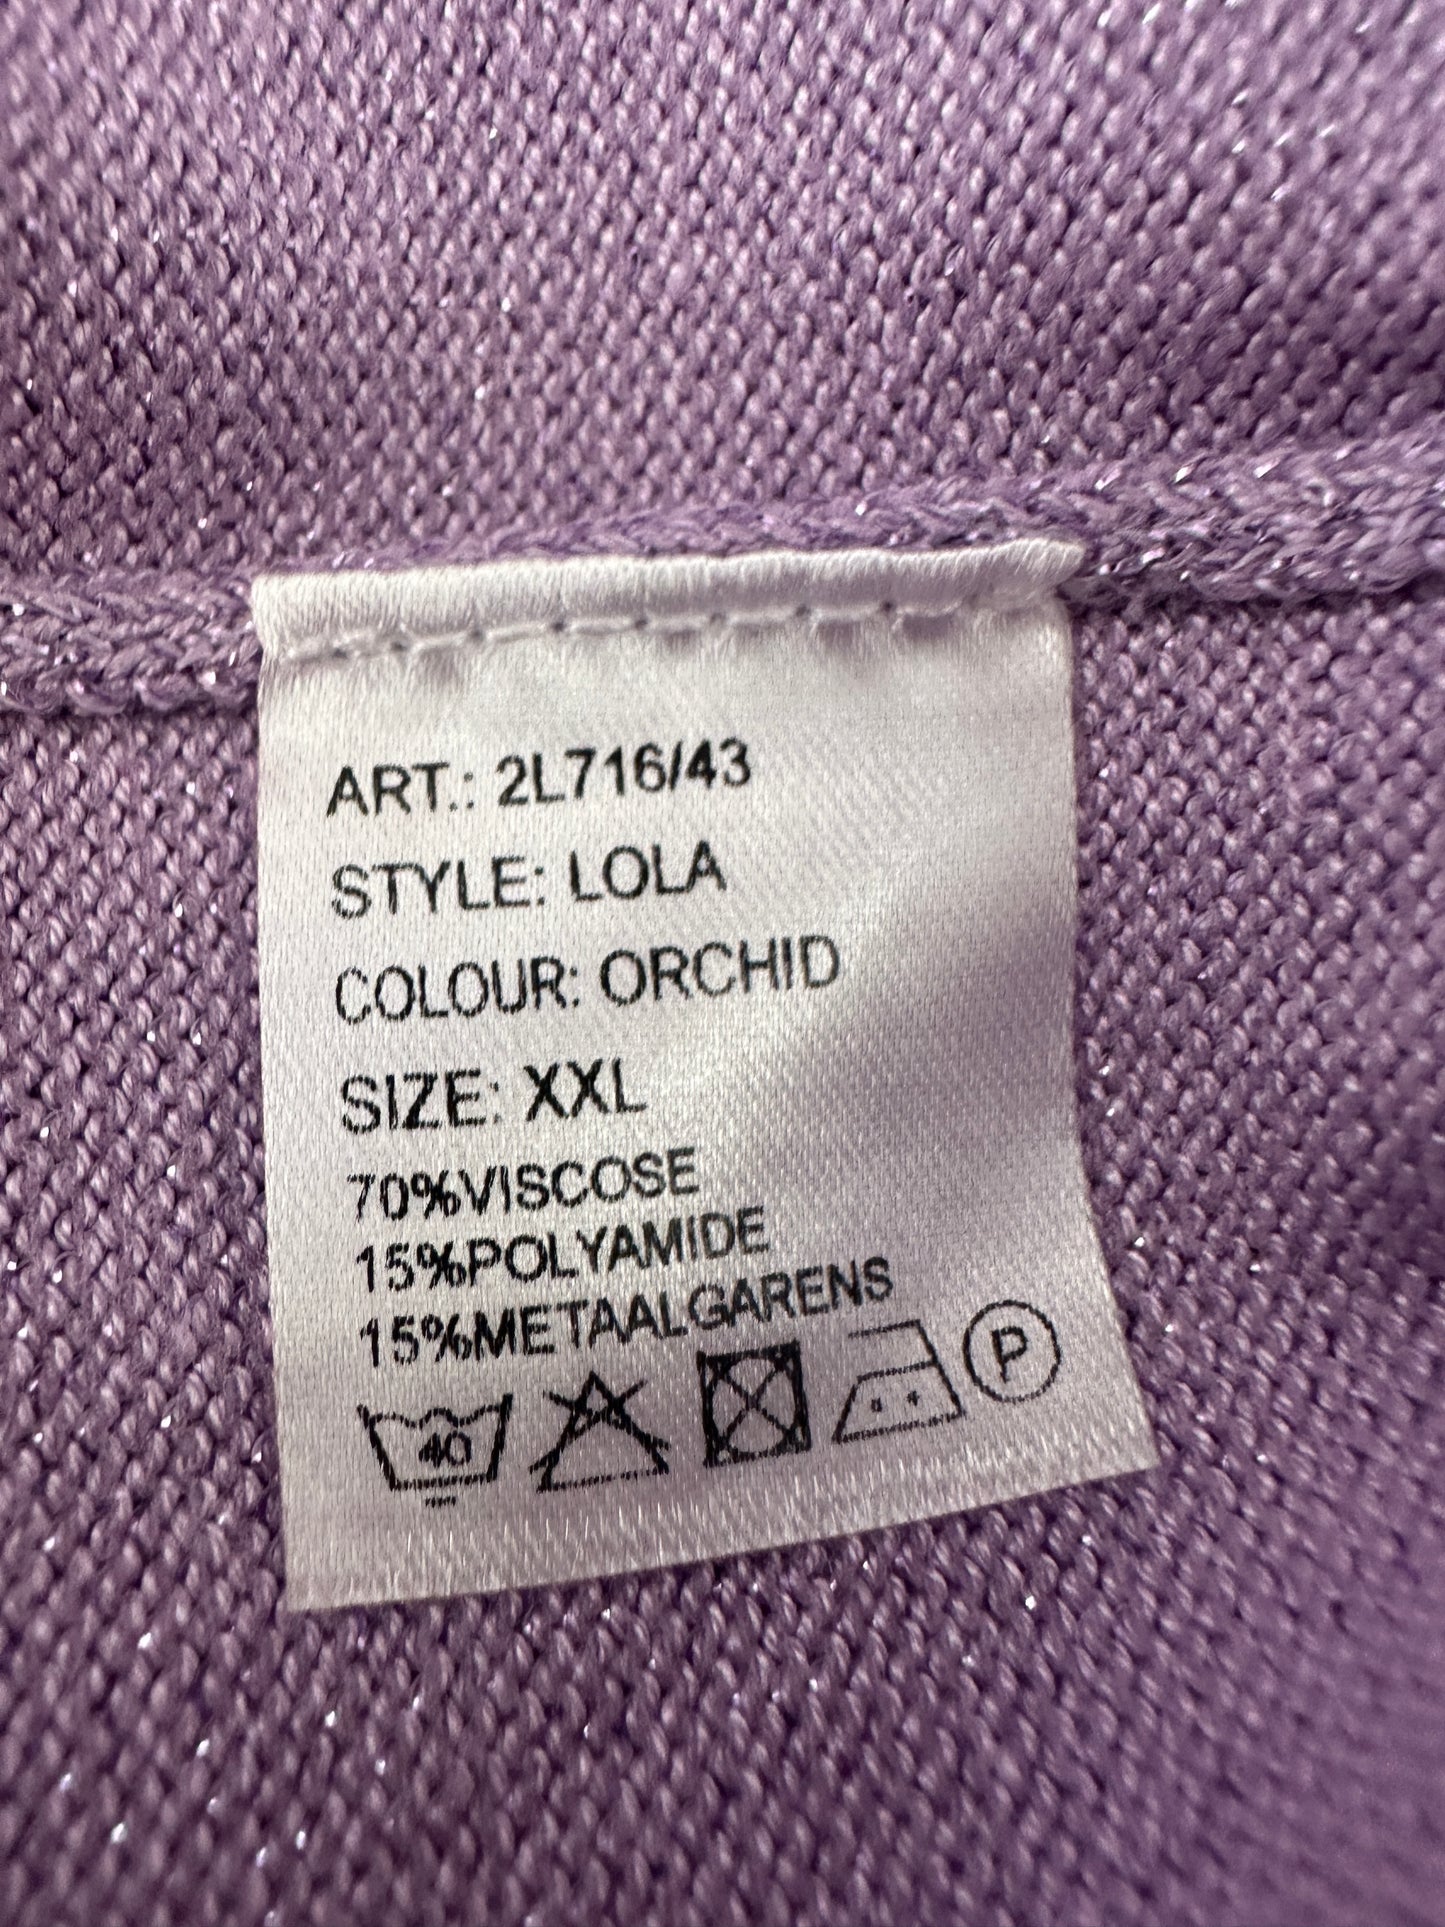 ART.: 2L716/43
STYLE: LOLA
COLOUR: ORCHID
SIZE: XXL
70%VISCOSE
15%POLYAMIDE
15%METAALGARENS
40 P